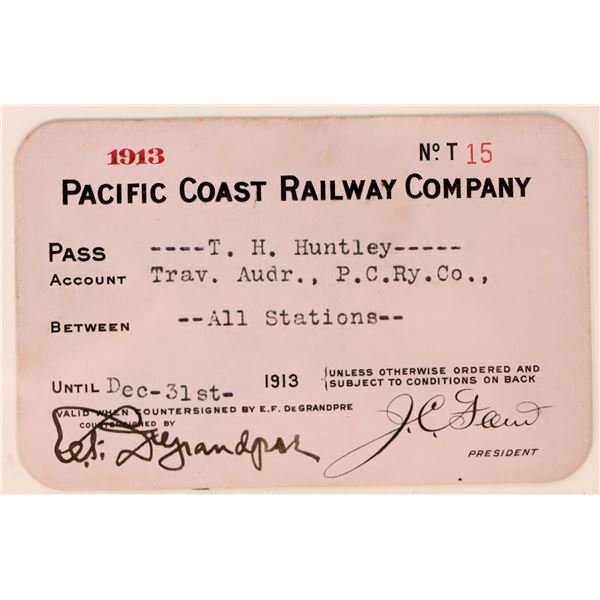 1913
No. T 15
PACIFIC COAST RAILWAY COMPANY
PASS ----T. H. Huntley-----
ACCOUNT Trav. Audr., P.C.Ry.Co.,
BETWEEN --All Stations--
UNTIL Dec-31st- 1913 { UNLESS OTHERWISE ORDERED AND
SUBJECT TO CONDITIONS ON BACK
VALID WHEN COUNTERSIGNED BY E.F. DEGRANDPRE
COUNTERSIGNED BY
E.F. DeGrandpre
J.C.
PRESIDENT